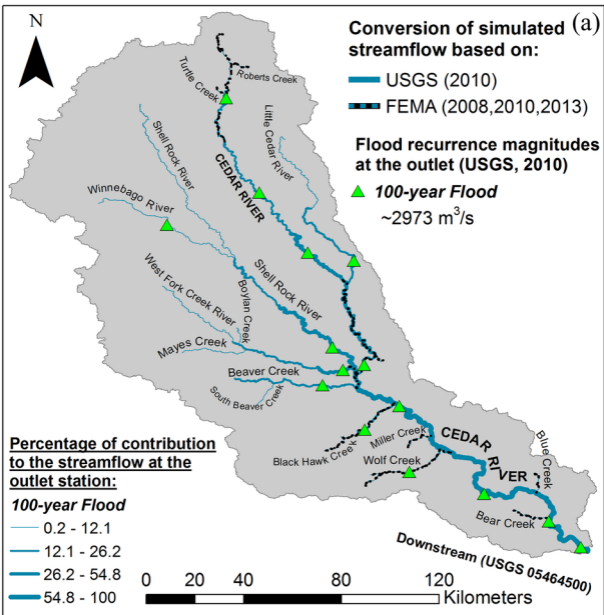 N
(a)
Conversion of simulated
streamflow based on:
USGS (2010)
FEMA (2008,2010,2013)
Flood recurrence magnitudes
at the outlet (USGS, 2010)
100-year Flood
~2973 m³/s
Roberts Creek
Turtle Creek
Little Cedar River
Shell Rock River
CEDAR RIVER
Winnebago River
West Fork Creek River
Boylan Creek
Shell Rock River
Mayes Creek
Beaver Creek
South Beaver Creek
Black Hawk Creek
Miller Creek
Wolf Creek
CEDAR RIVER
Blue Creek
Bear Creek
Downstream (USGS 05464500)
Percentage of contribution
to the streamflow at the
outlet station:
100-year Flood
0.2 - 12.1
12.1 - 26.2
26.2 - 54.8
54.8 - 100
0 20 40 80 120
Kilometers